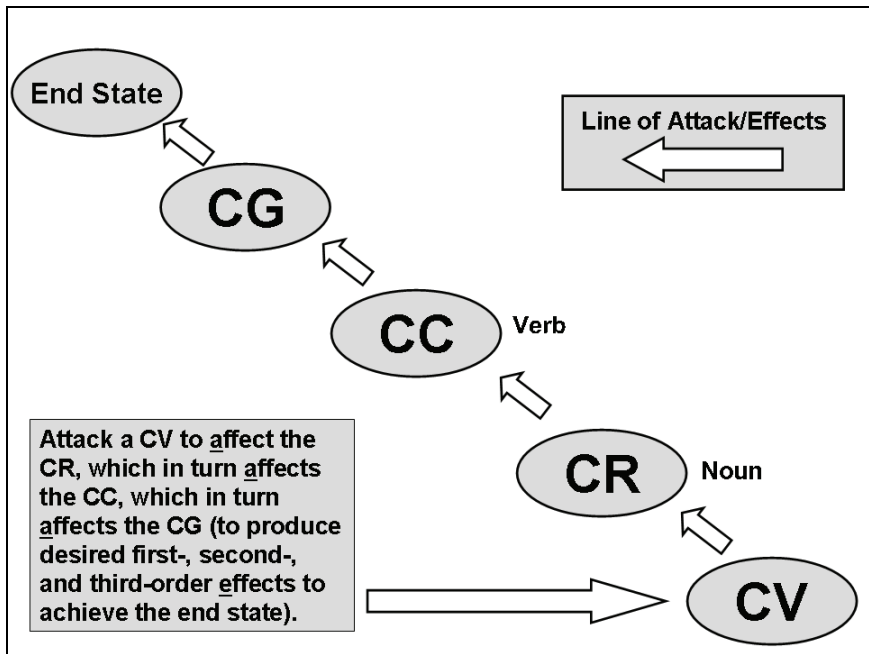 End State
Line of Attack/Effects
CG
CC
Verb
CR
Noun
Attack a CV to affect the
CR, which in turn affects
the CC, which in turn
affects the CG (to produce
desired first-, second-,
and third-order effects to
achieve the end state).
CV